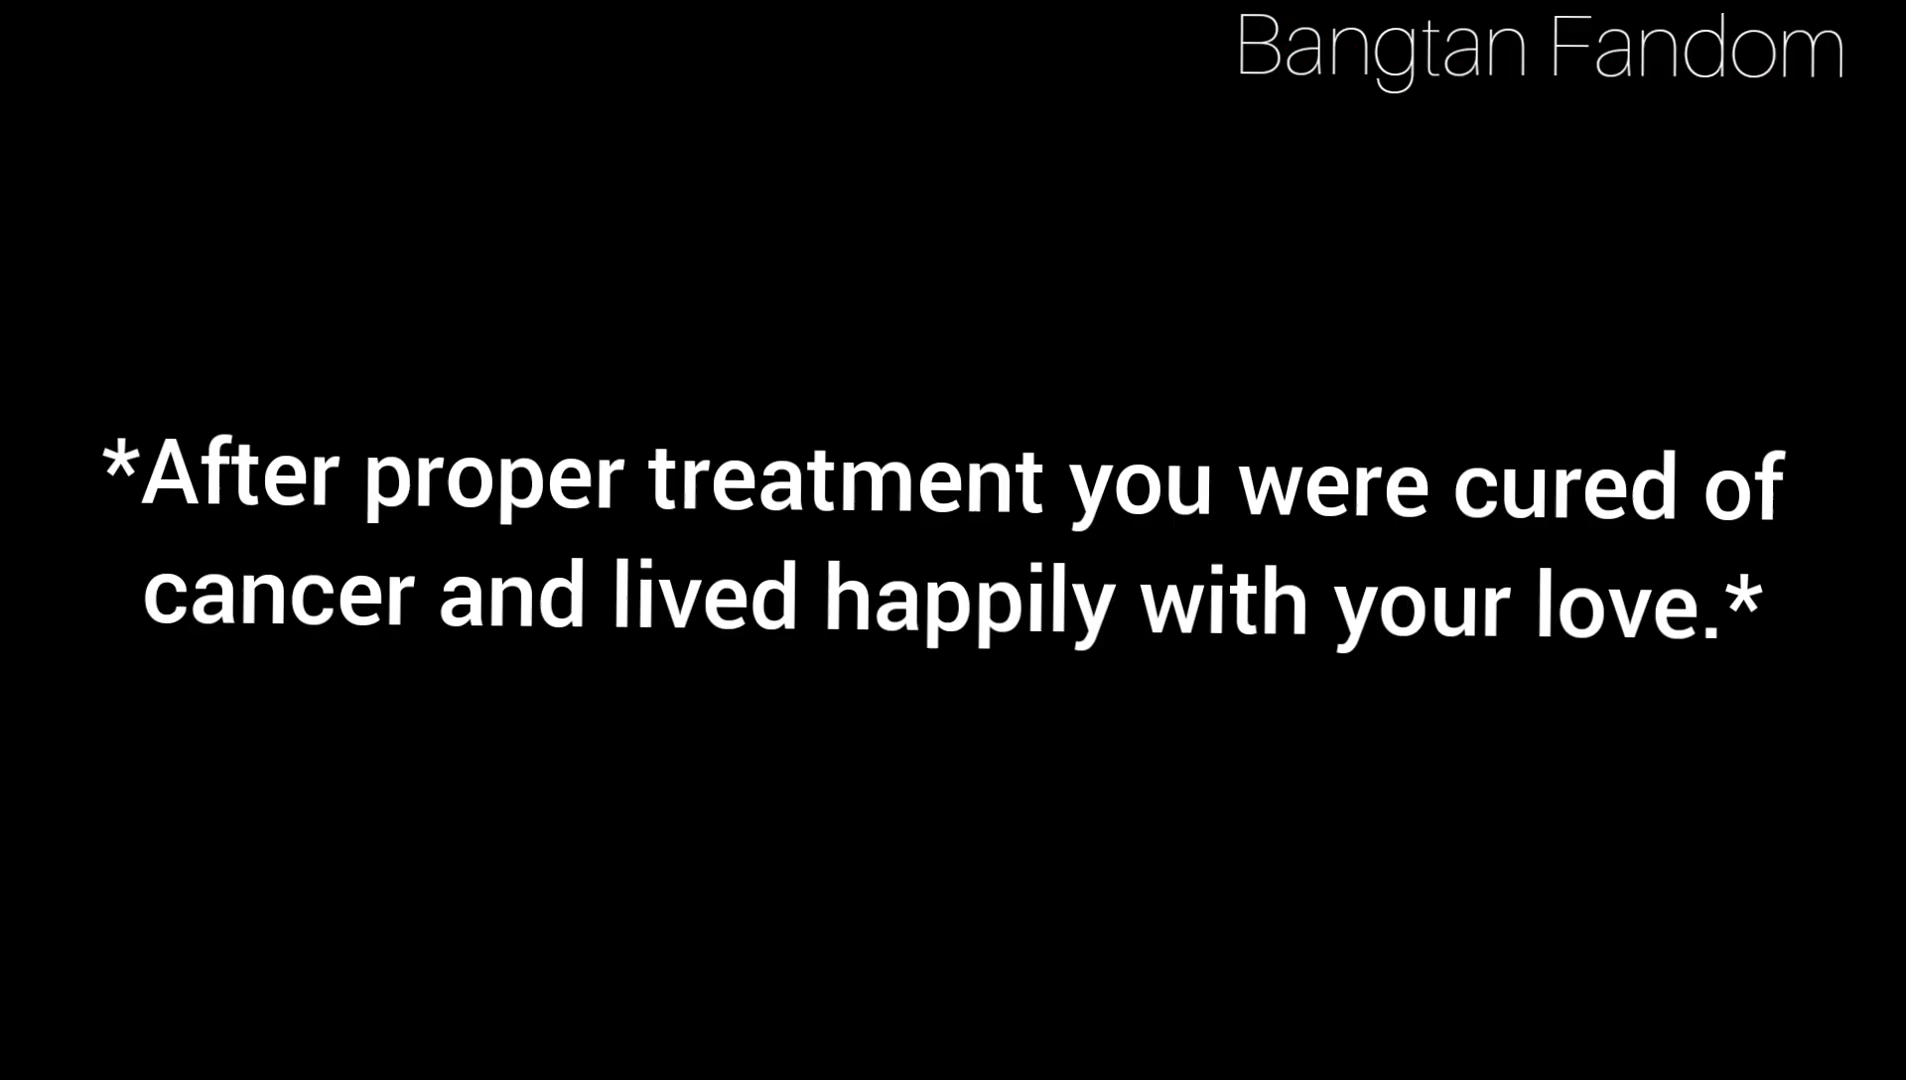 Bangtan Fandom
*After proper treatment you were cured of
cancer and lived happily with your love.*